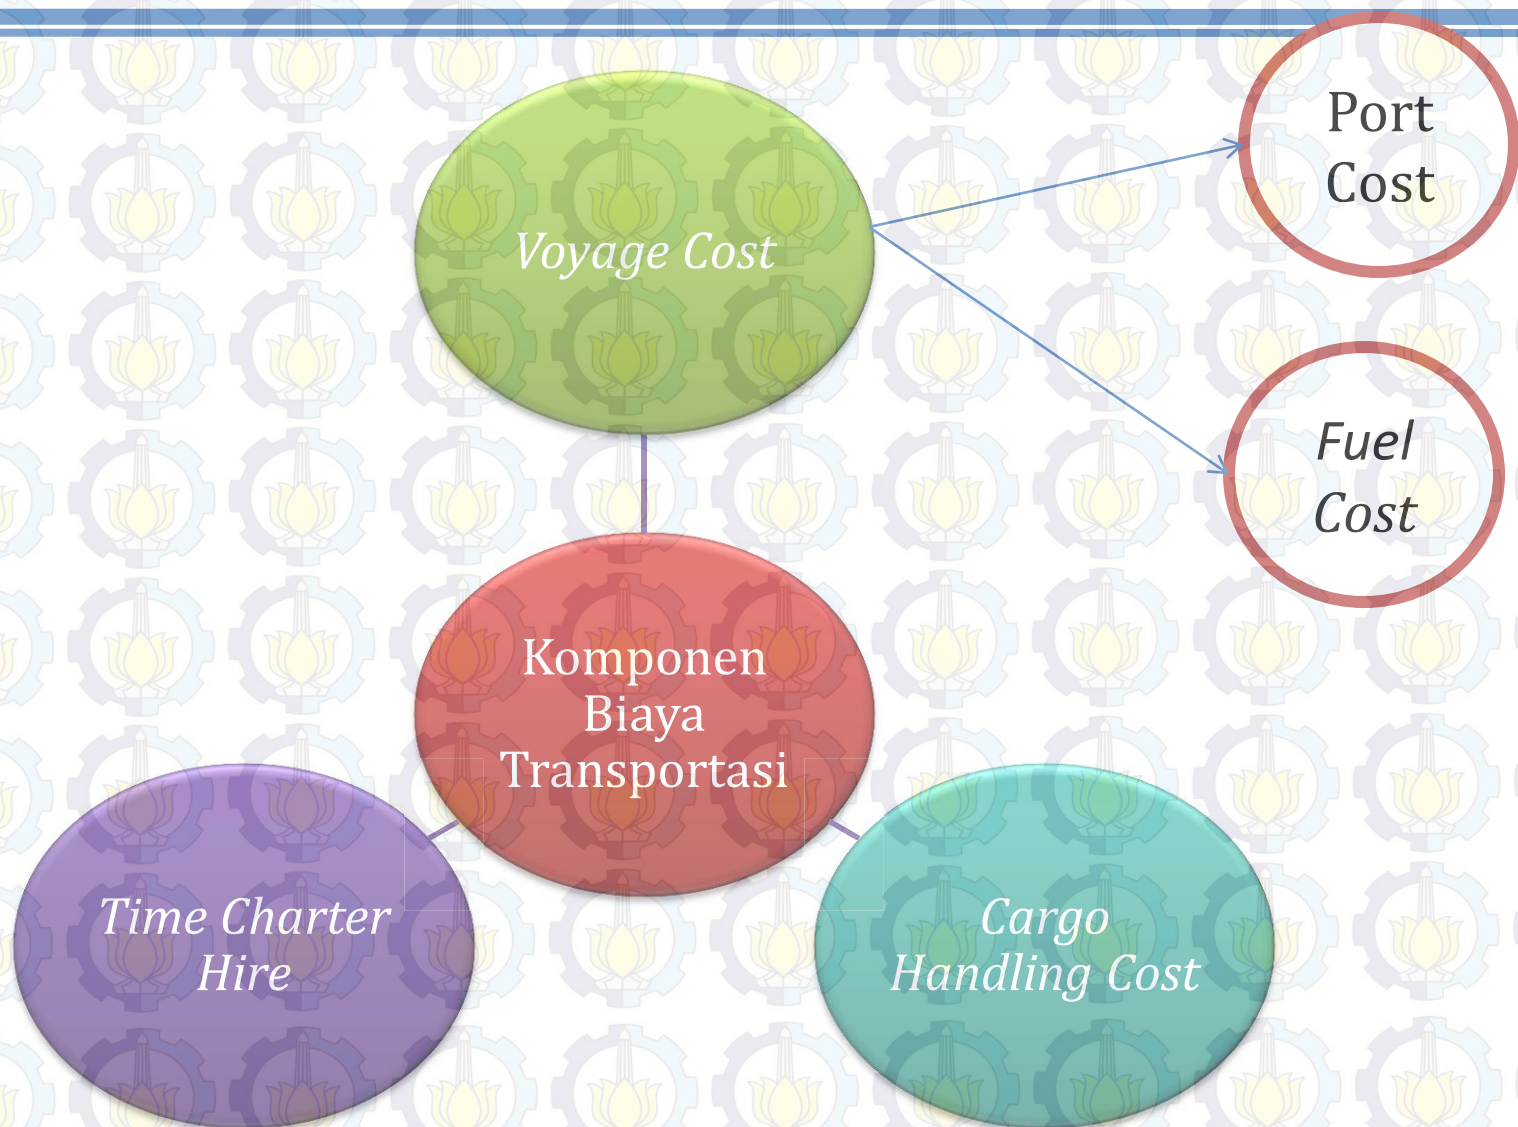 Port
Cost
Voyage Cost
Fuel
Cost
Komponen
Biaya
Transportasi
Time Charter
Hire
Cargo
Handling Cost